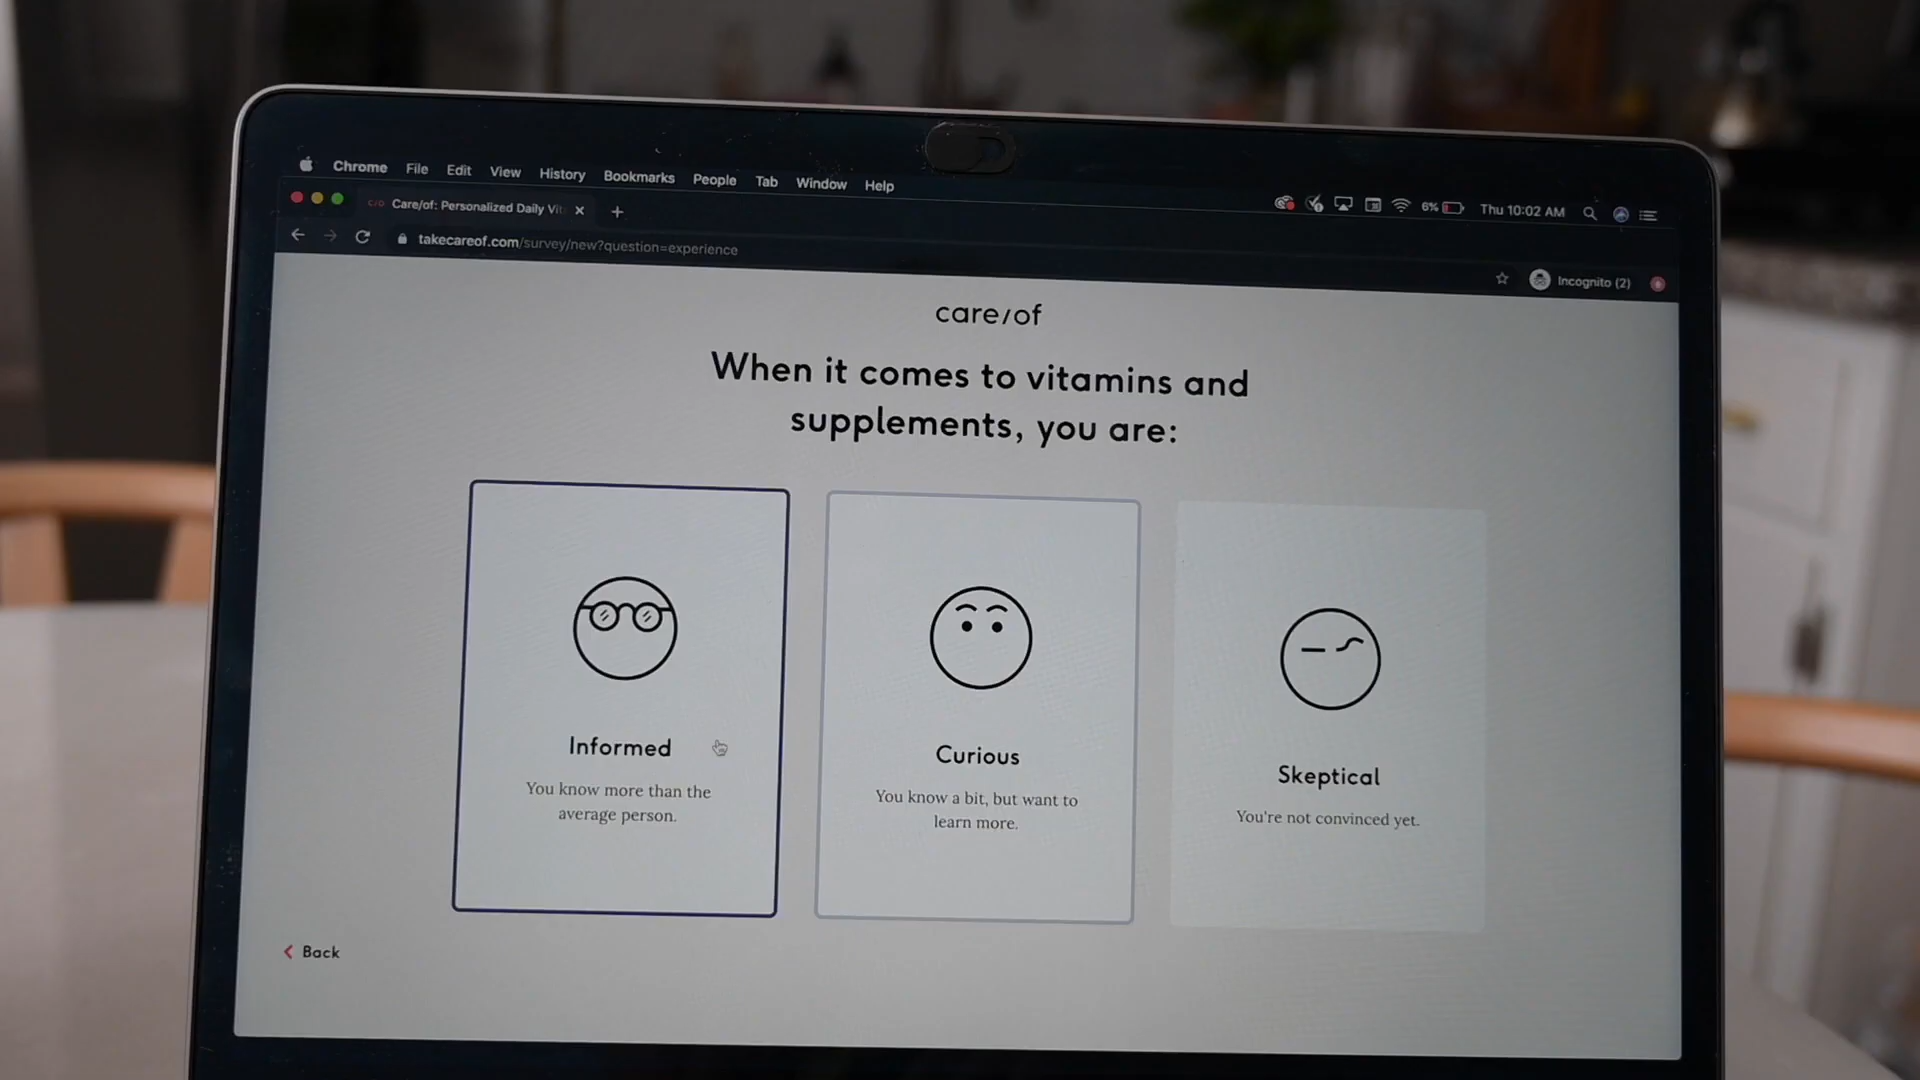 Chrome File Edit View History Bookmarks People Tab Window Help
6% Thu 10:02 AM
Care/of: Personalized Daily Vit
takecareof.com/survey/new?question=experience
Incognito (2)
care/of
When it comes to vitamins and
supplements, you are:
Informed
You know more than the
average person.
Curious
You know a bit, but want to
learn more.
Skeptical
You're not convinced yet.
Back